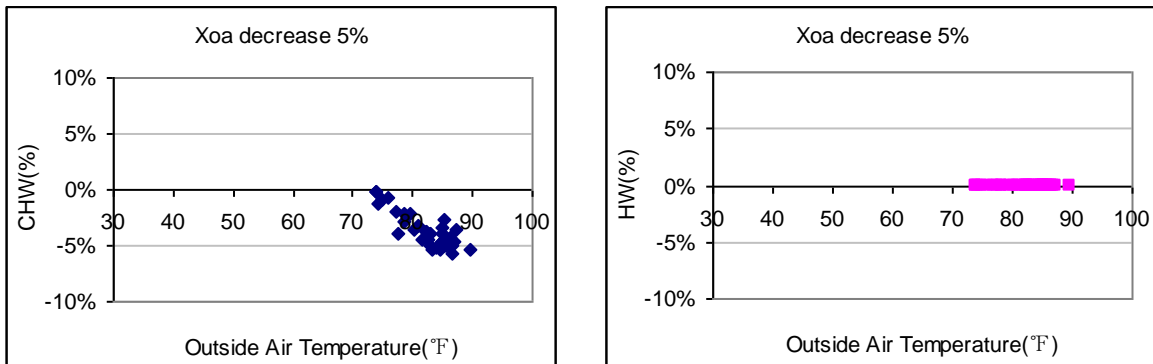 Xoa decrease 5%
10%
5%
0%
-5%
-10%
30 40 50 60 70 80 90 100
CHW(%)
Outside Air Temperature(℉)
Xoa decrease 5%
10%
5%
0%
-5%
-10%
30 40 50 60 70 80 90 100
HW(%)
Outside Air Temperature(℉)